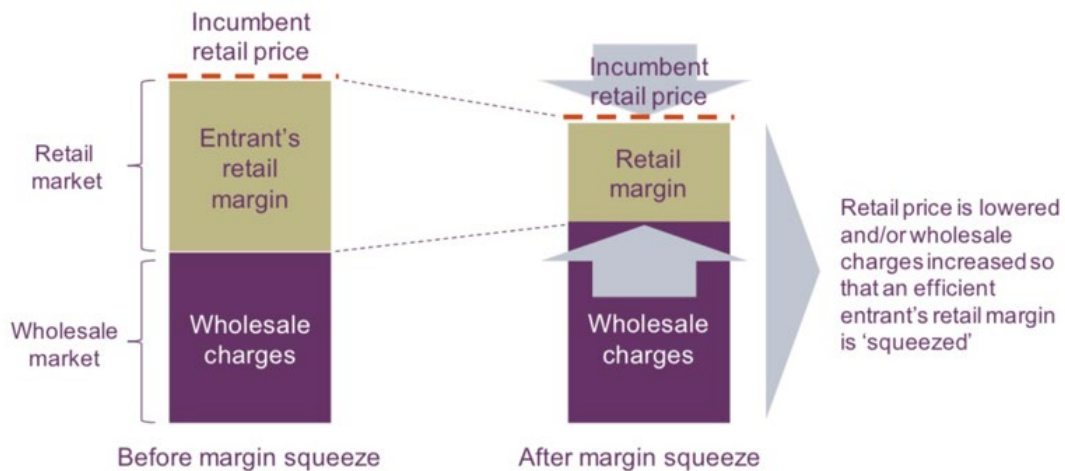 Incumbent
retail price
Retail
market
Entrant's
retail
margin
Wholesale
market
Wholesale
charges
Before margin squeeze
Incumbent
retail price
Retail
margin
Wholesale
charges
After margin squeeze
Retail price is lowered
and/or wholesale
charges increased so
that an efficient
entrant's retail margin
is 'squeezed'